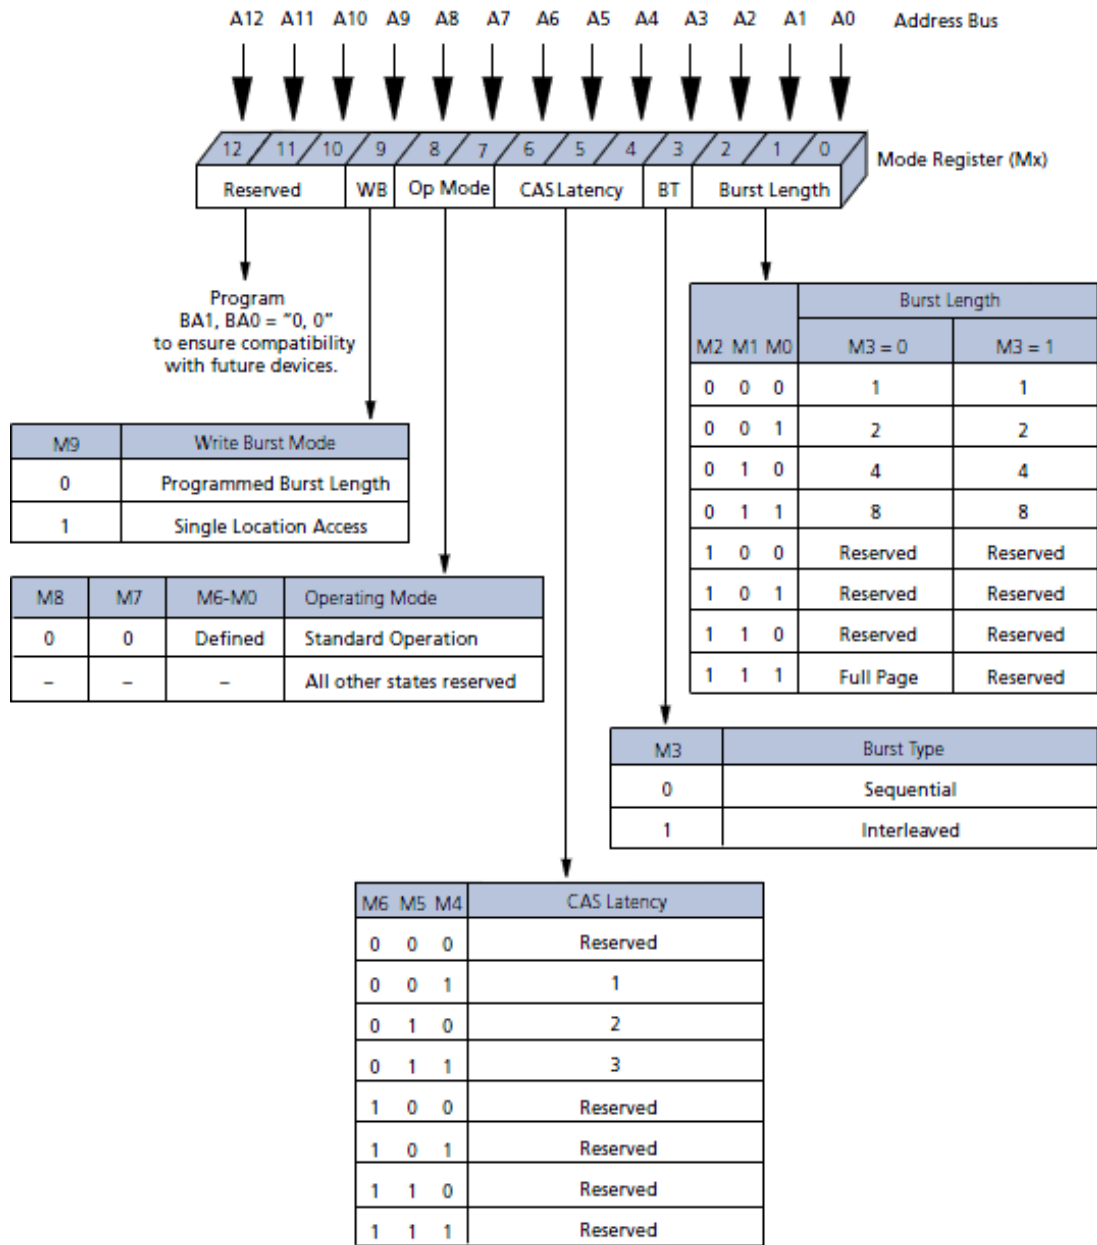 A12 A11 A10 A9 A8 A7 A6 A5 A4 A3 A2 A1 A0 Address Bus
12 11 10 9 8 7 6 5 4 3 2 1 0
Mode Register (Mx)
Reserved WB Op Mode CAS Latency BT Burst Length
Program
BA1, BA0 = “0, 0”
to ensure compatibility
with future devices.
Burst Length
M2 M1 M0 M3 = 0 M3 = 1
0 0 0 1 1
0 0 1 2 2
0 1 0 4 4
0 1 1 8 8
1 0 0 Reserved Reserved
1 0 1 Reserved Reserved
1 1 0 Reserved Reserved
1 1 1 Full Page Reserved
M9 Write Burst Mode
0 Programmed Burst Length
1 Single Location Access
M8 M7 M6-M0 Operating Mode
0 0 Defined Standard Operation
– – – All other states reserved
M3 Burst Type
0 Sequential
1 Interleaved
M6 M5 M4 CAS Latency
0 0 0 Reserved
0 0 1 1
0 1 0 2
0 1 1 3
1 0 0 Reserved
1 0 1 Reserved
1 1 0 Reserved
1 1 1 Reserved